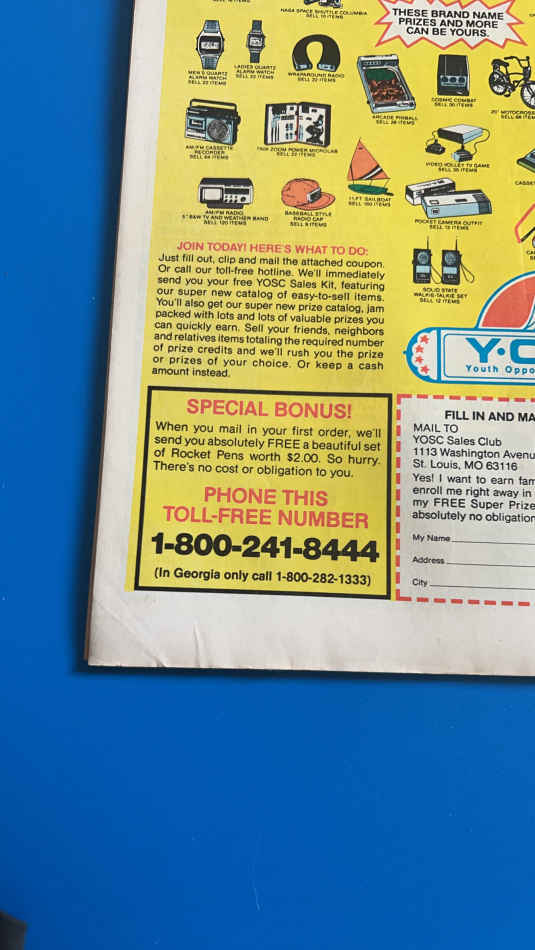 NASA SPACE SHUTTLE COLUMBIA
SELL 10 ITEMS
THESE BRAND NAME
PRIZES AND MORE
CAN BE YOURS.
MEN'S QUARTZ
ALARM WATCH
SELL 22 ITEMS
LADIES QUARTZ
ALARM WATCH
SELL 22 ITEMS
WRAPAROUND RADIO
SELL 22 ITEMS
ARCADE PINBALL
SELL 38 ITEMS
COSMIC COMBAT
SELL 30 ITEMS
20" MOTOCROSS
AM/FM CASSETTE
RECORDER
SELL 64 ITEMS
750X ZOOM POWER MICROLAB
SELL 22 ITEMS
VIDEO VOLLEY TV GAME
SELL 35 ITEMS
AM/FM RADIO,
5" B&W TV AND WEATHER BAND
SELL 120 ITEMS
BASEBALL STYLE
RADIO CAP
SELL 9 ITEMS
11-FT SAILBOAT
SELL 150 ITEMS
POCKET CAMERA OUTFIT
SELL 13 ITEMS
SOLID STATE
WALKIE-TALKIE SET
SELL 12 ITEMS
JOIN TODAY! HERE'S WHAT TO DO:
Just fill out, clip and mail the attached coupon.
Or call our toll-free hotline. We'll immediately
send you your free YOSC Sales Kit, featuring
our super new catalog of easy-to-sell items.
You'll also get our super new prize catalog, jam
packed with lots and lots of valuable prizes you
can quickly earn. Sell your friends, neighbors
and relatives items totaling the required number
of prize credits and we'll rush you the prize
or prizes of your choice. Or keep a cash
amount instead.
Y•O
Youth Oppo
SPECIAL BONUS!
When you mail in your first order, we'll
send you absolutely FREE a beautiful set
of Rocket Pens worth $2.00. So hurry.
There's no cost or obligation to you.
PHONE THIS
TOLL-FREE NUMBER
1-800-241-8444
(In Georgia only call 1-800-282-1333)
FILL IN AND MA
MAIL TO
YOSC Sales Club
1113 Washington Avenu
St. Louis, MO 63116
Yes! I want to earn fam
enroll me right away in
my FREE Super Prize
absolutely no obligation
My Name
Address
City